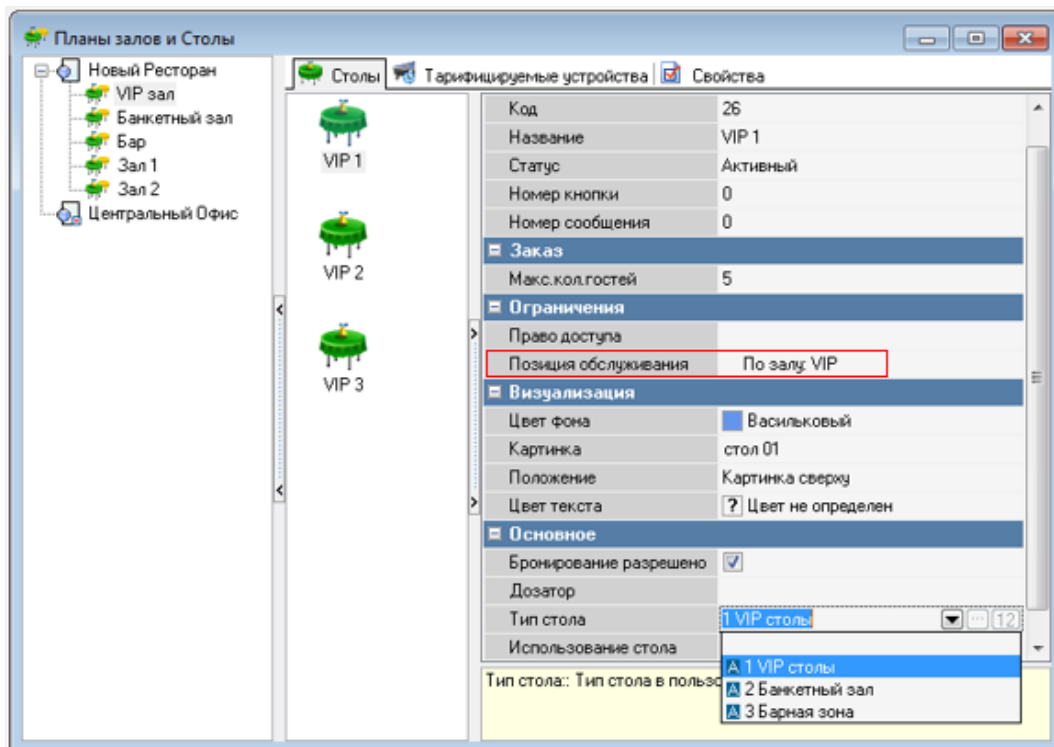 Планы залов и Столы
Новый Ресторан
VIP зал
Банкетный зал
Бар
Зал 1
Зал 2
Центральный Офис
Столы Тарифицируемые устройства Свойства
VIP 1
VIP 2
VIP 3
Код 26
Название VIP 1
Статус Активный
Номер кнопки 0
Номер сообщения 0
Заказ
Макс.кол.гостей 5
Ограничения
Право доступа
Позиция обслуживания По залу: VIP
Визуализация
Цвет фона Васильковый
Картинка стол 01
Положение Картинка сверху
Цвет текста ? Цвет не определен
Основное
Бронирование разрешено
Дозатор
Тип стола 1 VIP столы ... 12
Использование стола
A 1 VIP столы
A 2 Банкетный зал
A 3 Барная зона
Тип стола:: Тип стола в польз